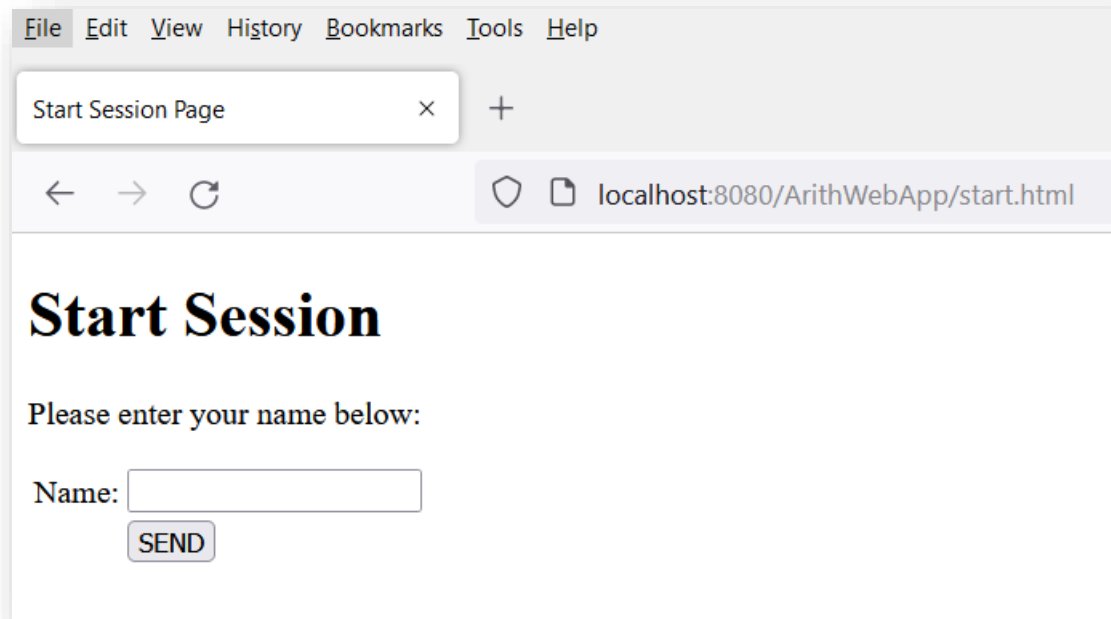 File Edit View History Bookmarks Tools Help
Start Session Page
localhost:8080/ArithWebApp/start.html
Start Session
Please enter your name below:
Name:
SEND